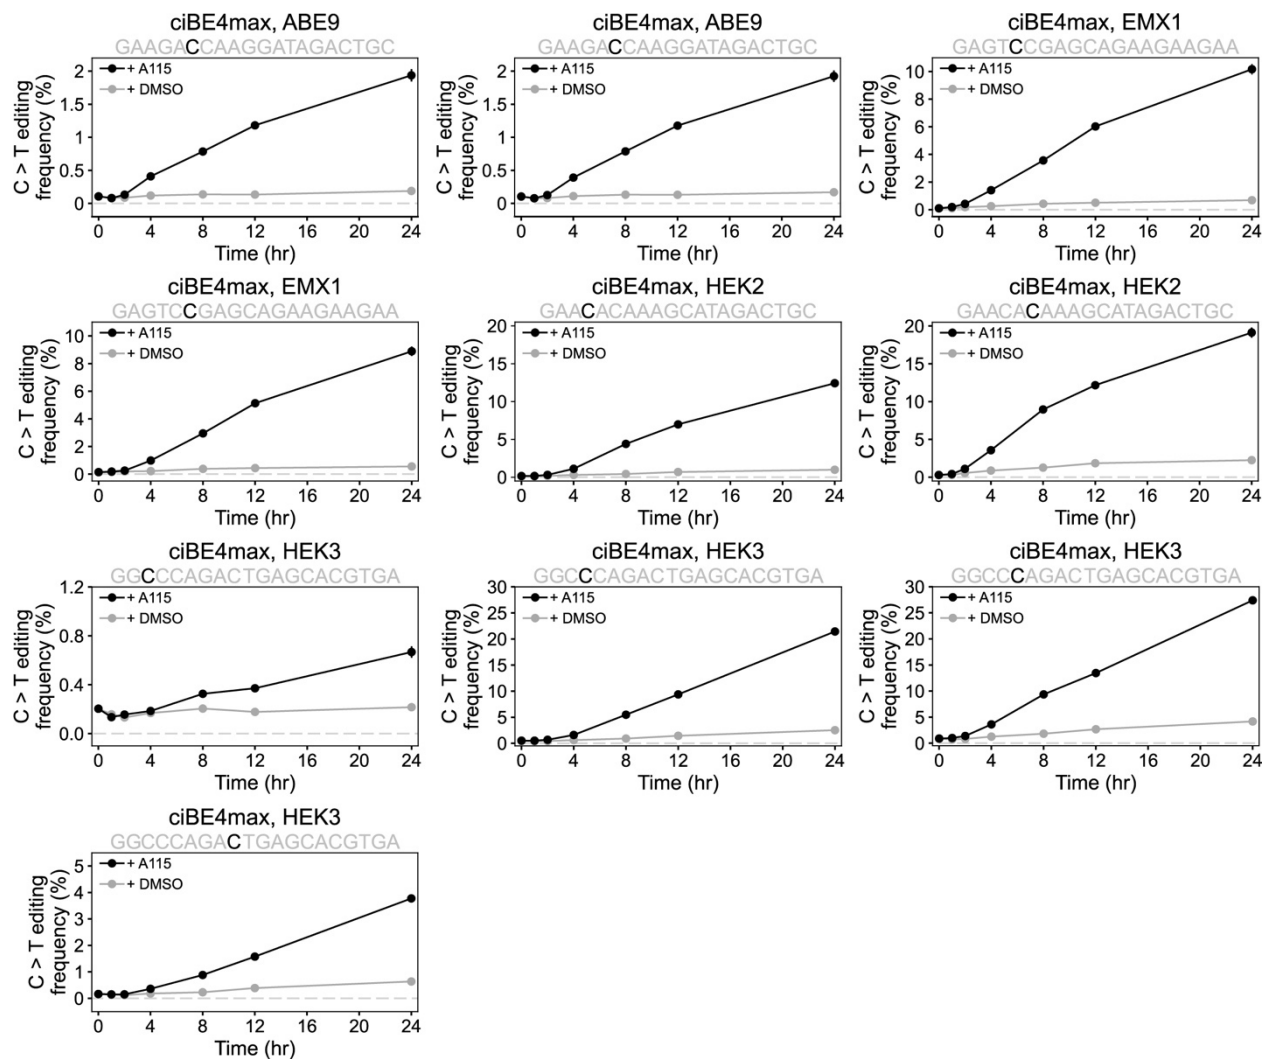 ciBE4max, ABE9
GAAGACCAAGGATAGACTGC
+ A115
+ DMSO
C > T editing
frequency (%)
2
1.5
1
0.5
0
0 4 8 12 16 20 24
Time (hr)
ciBE4max, ABE9
GAAGACCAAGGATAGACTGC
+ A115
+ DMSO
C > T editing
frequency (%)
2
1.5
1
0.5
0
0 4 8 12 16 20 24
Time (hr)
ciBE4max, EMX1
GAGTCCGAGCAGAAGAAGAA
+ A115
+ DMSO
C > T editing
frequency (%)
10
8
6
4
2
0
0 4 8 12 16 20 24
Time (hr)
ciBE4max, EMX1
GAGTCCGAGCAGAAGAAGAA
+ A115
+ DMSO
C > T editing
frequency (%)
10
8
6
4
2
0
0 4 8 12 16 20 24
Time (hr)
ciBE4max, HEK2
GAACACAAAGCATAGACTGC
+ A115
+ DMSO
C > T editing
frequency (%)
20
15
10
5
0
0 4 8 12 16 20 24
Time (hr)
ciBE4max, HEK2
GAACACAAAGCATAGACTGC
+ A115
+ DMSO
C > T editing
frequency (%)
20
15
10
5
0
0 4 8 12 16 20 24
Time (hr)
ciBE4max, HEK3
GGCCCAGACTGAGCACGTGA
+ A115
+ DMSO
C > T editing
frequency (%)
1.2
0.8
0.4
0.0
0 4 8 12 16 20 24
Time (hr)
ciBE4max, HEK3
GGCCCAGACTGAGCACGTGA
+ A115
+ DMSO
C > T editing
frequency (%)
30
25
20
15
10
5
0
0 4 8 12 16 20 24
Time (hr)
ciBE4max, HEK3
GGCCCAGACTGAGCACGTGA
+ A115
+ DMSO
C > T editing
frequency (%)
30
25
20
15
10
5
0
0 4 8 12 16 20 24
Time (hr)
ciBE4max, HEK3
GGCCCAGACTGAGCACGTGA
+ A115
+ DMSO
C > T editing
frequency (%)
5
4
3
2
1
0
0 4 8 12 16 20 24
Time (hr)